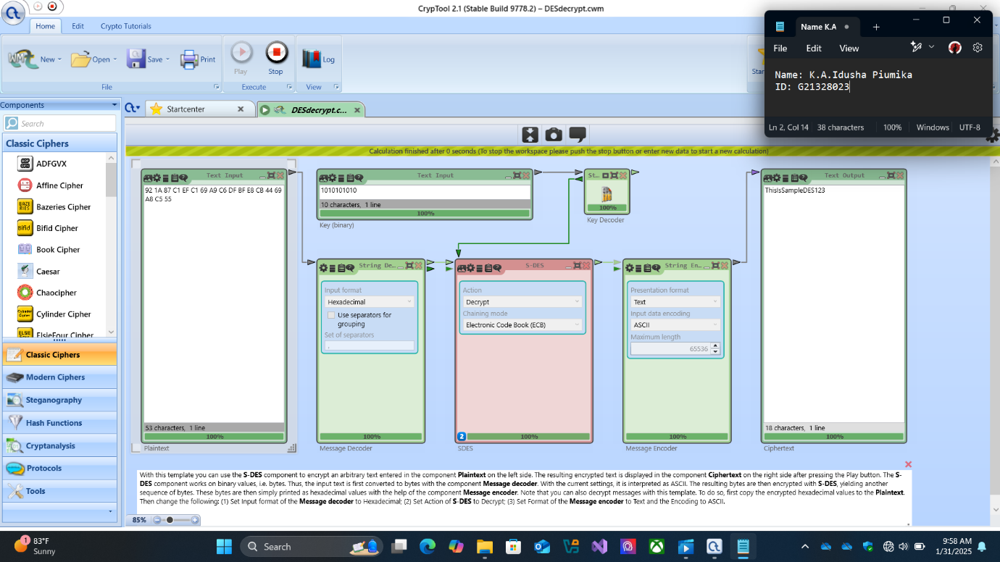 CrypTool 2.1 (Stable Build 9778.2) – DESdecrypt.cwm
Home Edit Crypto Tutorials
New Open Save Print
Play Stop
Log
File Execute View
Star
Name K.A
File Edit View
Name: K.A.Idusha Piumika
ID: G21328023
Ln 2, Col 14 38 characters 100% Windows UTF-8
Components
Search
Classic Ciphers
ADFGVX
Affine Cipher
Bazeries Cipher
Bifid Cipher
Book Cipher
Caesar
Chaocipher
Cylinder Cipher
ElsieFour Cipher
Classic Ciphers
Modern Ciphers
Steganography
Hash Functions
Cryptanalysis
Protocols
Tools
Startcenter
DESdecrypt.c...
Calculation finished after 0 seconds (To stop the workspace please push the stop button or enter new data to start a new calculation)
Text Input
92 1A 87 C1 EF C1 69 A9 C6 DF BF E8 CB 44 69
A8 C5 55
53 characters, 1 line
100%
Plaintext
Text Input
1010101010
10 characters, 1 line
100%
Key (binary)
St...
100%
Key Decoder
String De...
Input format
Hexadecimal
Use separators for
grouping
Set of separators
,
100%
Message Decoder
S-DES
Action
Decrypt
Chaining mode
Electronic Code Book (ECB)
2
100%
SDES
String En...
Presentation format
Text
Input data encoding
ASCII
Maximum length
65536
100%
Message Encoder
Text Output
ThisIsSampleDES123
18 characters, 1 line
100%
Ciphertext
With this template you can use the S-DES component to encrypt an arbitrary text entered in the component Plaintext on the left side. The resulting encrypted text is displayed in the component Ciphertext on the right side after pressing the Play button. The S-
DES component works on binary values, i.e. bytes. Thus, the input text is first converted to bytes with the component Message decoder. With the current settings, it is interpreted as ASCII. The resulting bytes are then encrypted with S-DES, yielding another
sequence of bytes. These bytes are then simply printed as hexadecimal values with the help of the component Message encoder. Note that you can also decrypt messages with this template. To do so, first copy the encrypted hexadecimal values to the Plaintext.
Then change the following: (1) Set Input format of the Message decoder to Hexadecimal; (2) Set Action of S-DES to Decrypt; (3) Set Format of the Message encoder to Text and the Encoding to ASCII.
85%
1
83°F
Sunny
Search
9:58 AM
1/31/2025